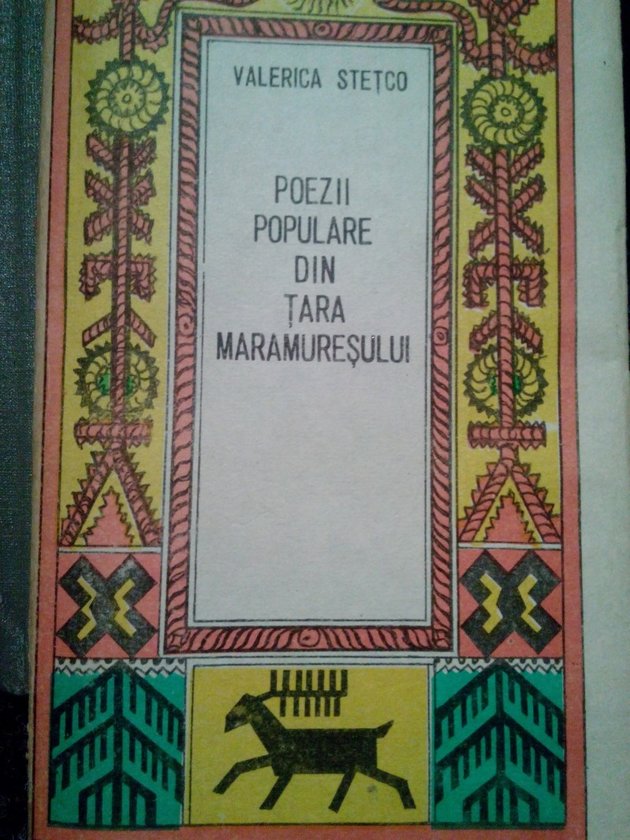 VALERICA STEȚCO
POEZII
POPULARE
DIN
ȚARA
MARAMUREȘULUI